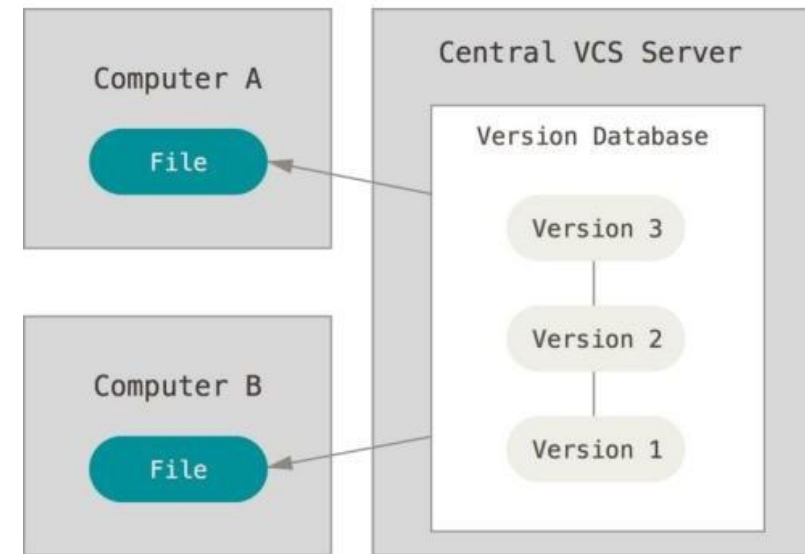 Computer A
File
Computer B
File
Central VCS Server
Version Database
Version 3
Version 2
Version 1